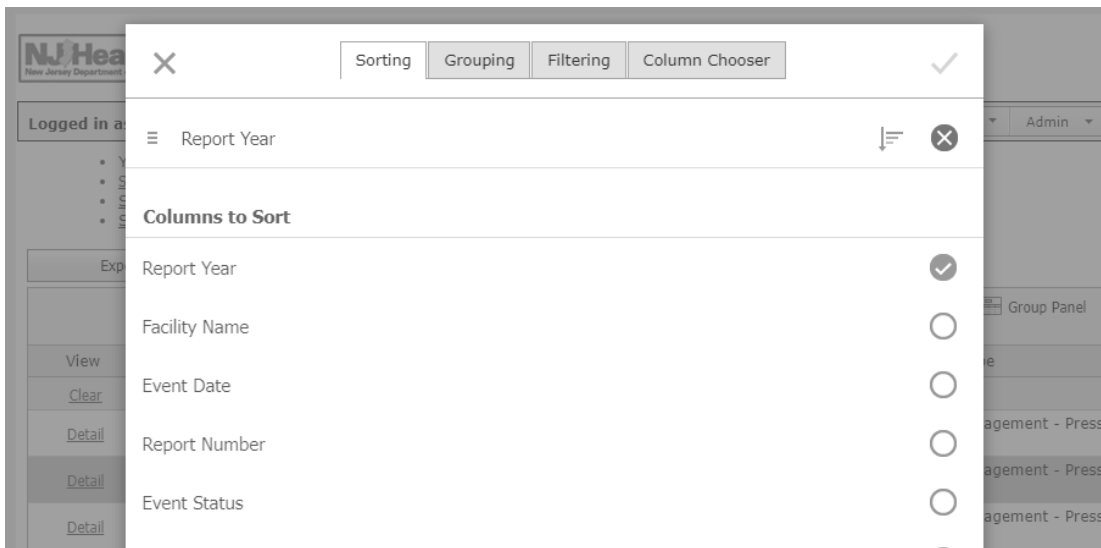 NJ Hea
New Jersey Department
Sorting Grouping Filtering Column Chooser
Logged in a
Admin
Report Year
Y
S
S
S
Columns to Sort
Exp
Report Year
Group Panel
Facility Name
View
e
Event Date
Clear
Detail
agement - Press
Report Number
Detail
agement - Press
Event Status
Detail
agement - Press